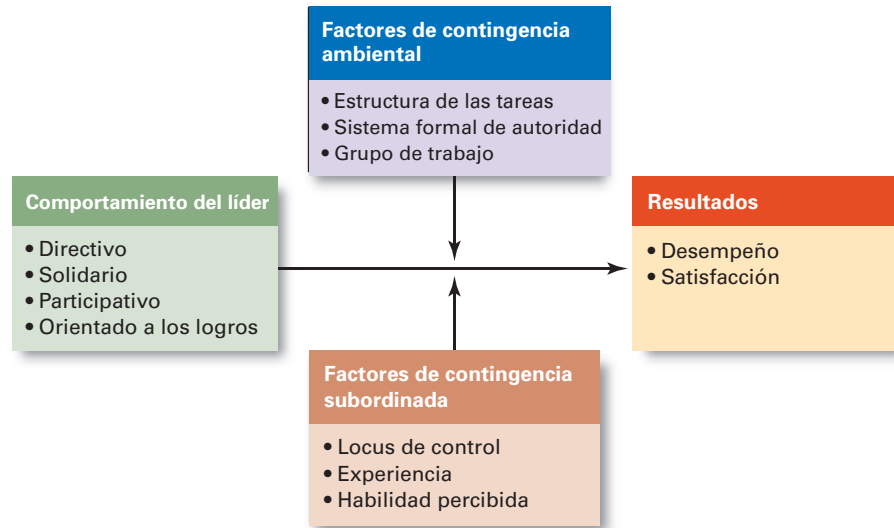 Factores de contingencia
ambiental
• Estructura de las tareas
• Sistema formal de autoridad
• Grupo de trabajo
Comportamiento del líder
• Directivo
• Solidario
• Participativo
• Orientado a los logros
Resultados
• Desempeño
• Satisfacción
Factores de contingencia
subordinada
• Locus de control
• Experiencia
• Habilidad percibida